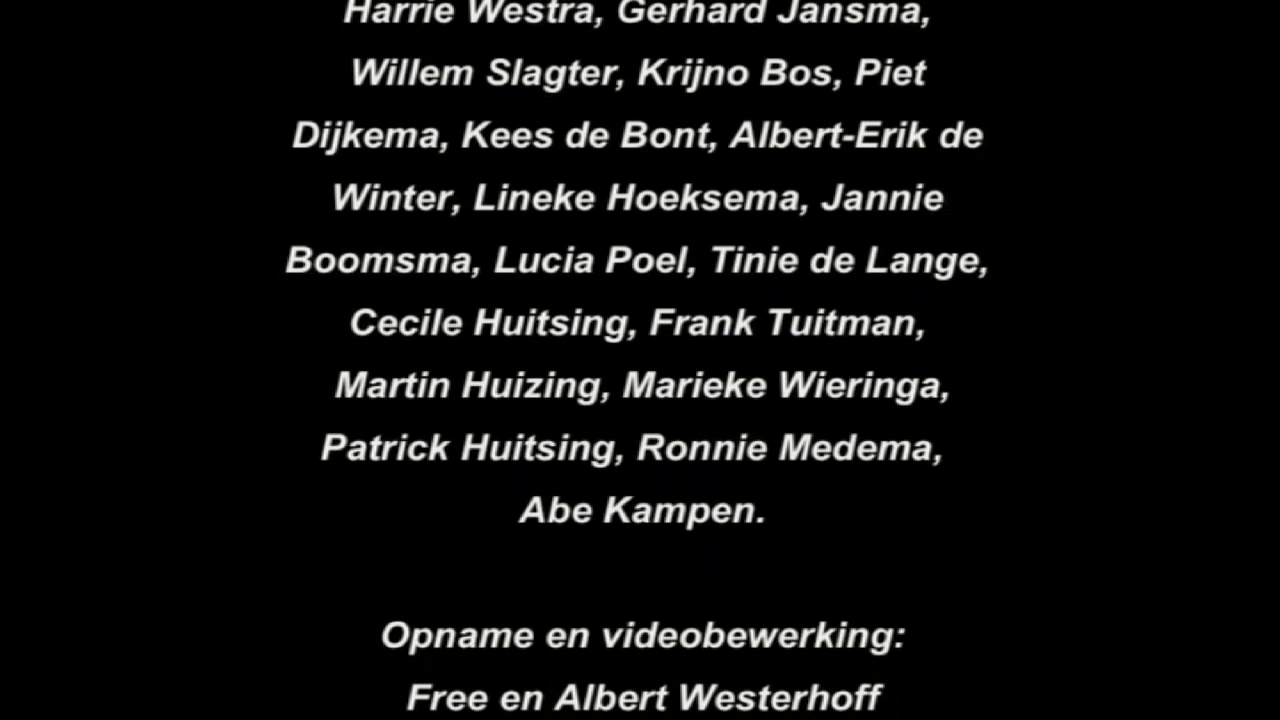 Harrie Westra, Gerhard Jansma,
Willem Slagter, Krijno Bos, Piet
Dijkema, Kees de Bont, Albert-Erik de
Winter, Lineke Hoeksema, Jannie
Boomsma, Lucia Poel, Tinie de Lange,
Cecile Huitsing, Frank Tuitman,
Martin Huizing, Marieke Wieringa,
Patrick Huitsing, Ronnie Medema,
Abe Kampen.
Opname en videobewerking:
Free en Albert Westerhoff